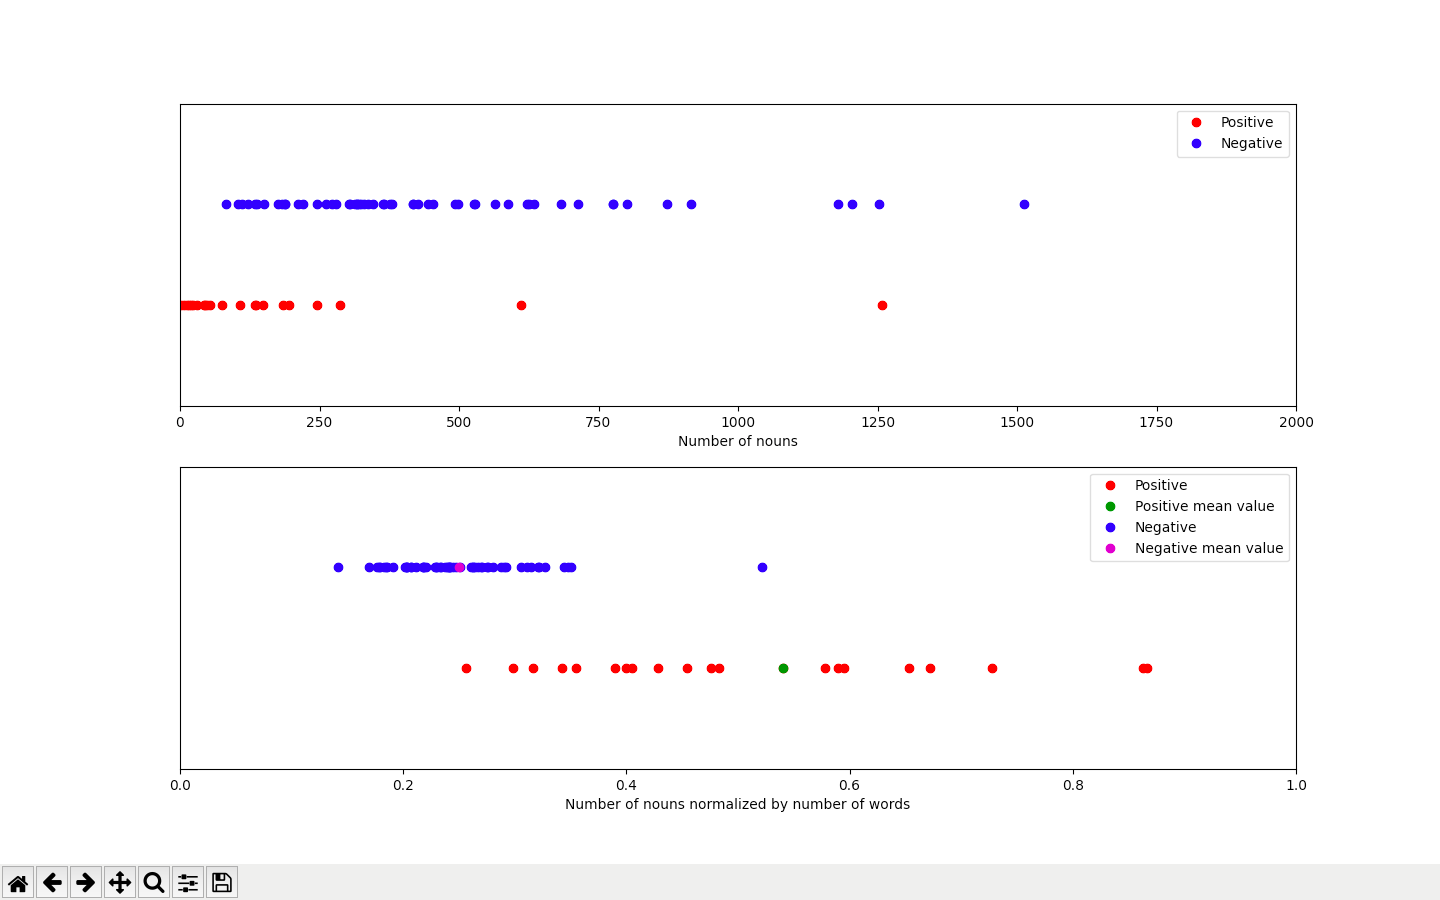 Positive
Negative
0 250 500 750 1000 1250 1500 1750 2000
Number of nouns
Positive
Positive mean value
Negative
Negative mean value
0.0 0.2 0.4 0.6 0.8 1.0
Number of nouns normalized by number of words